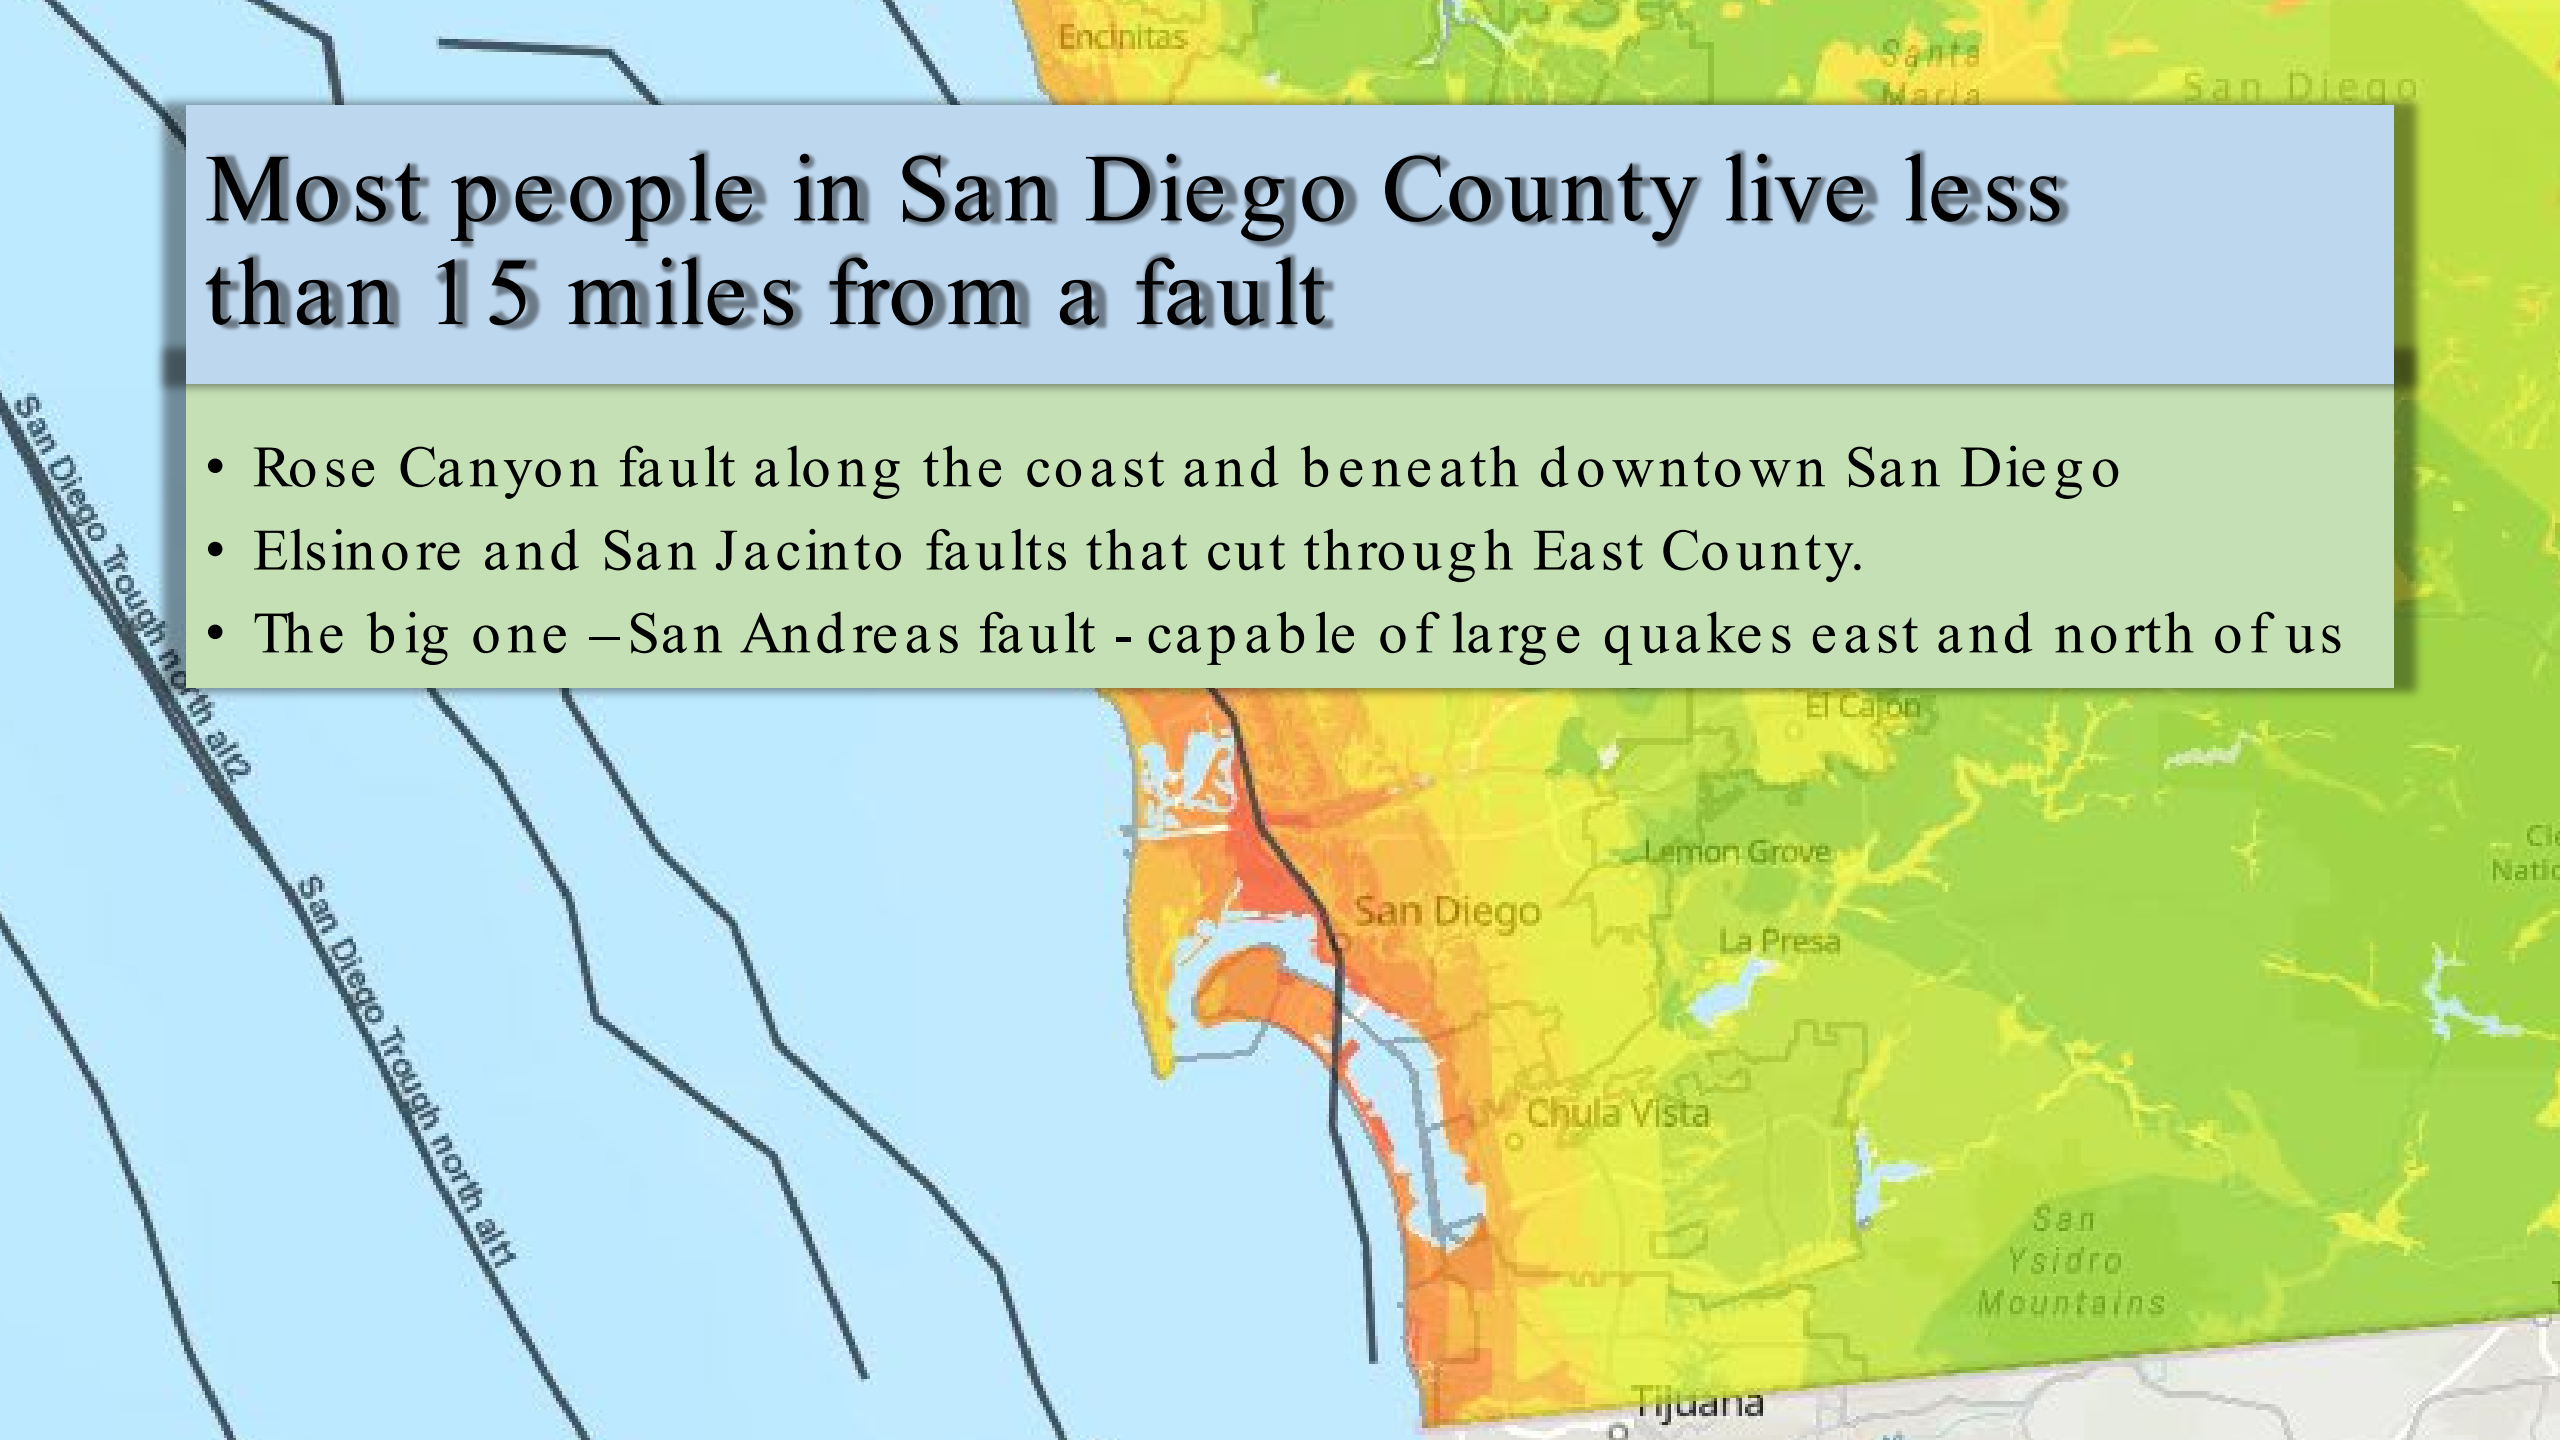 Encinitas
Santa
Maria
San Diego
Most people in San Diego County live less
than 15 miles from a fault
• Rose Canyon fault along the coast and beneath downtown San Diego
• Elsinore and San Jacinto faults that cut through East County.
• The big one – San Andreas fault - capable of large quakes east and north of us
San Diego Trough north alt2
El Cajon
Lemon Grove
San Diego
La Presa
San Diego Trough north alt1
Chula Vista
San
Ysidro
Mountains
Tijuana